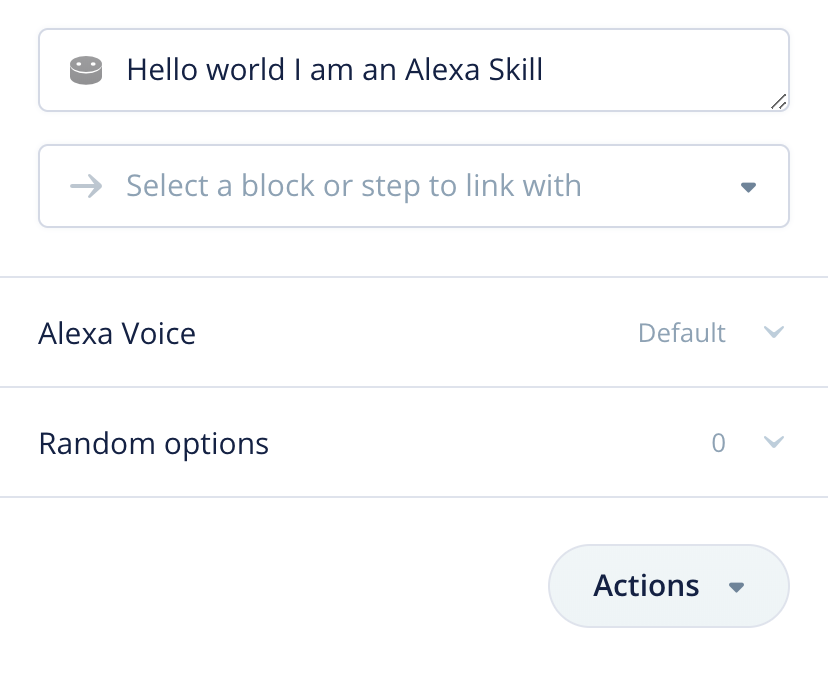 Hello world I am an Alexa Skill
Select a block or step to link with
Alexa Voice Default
Random options 0
Actions